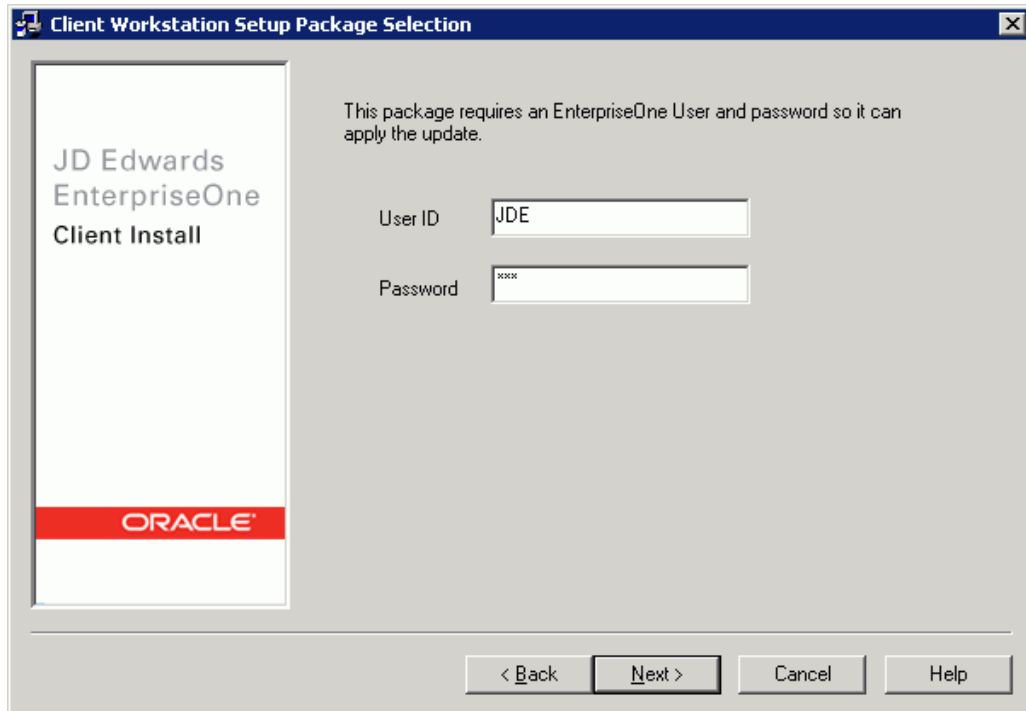 Client Workstation Setup Package Selection
JD Edwards
EnterpriseOne
Client Install
ORACLE
This package requires an EnterpriseOne User and password so it can
apply the update.
User ID
JDE
Password
***
< Back
Next >
Cancel
Help